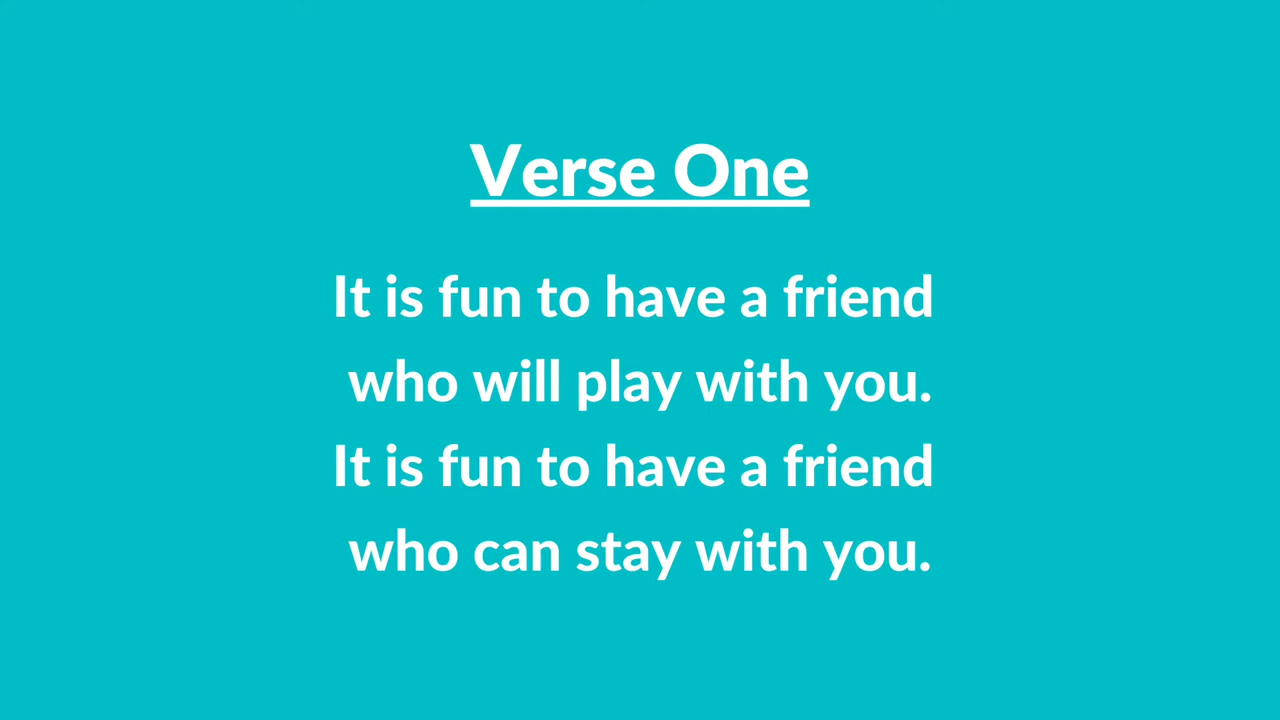 Verse One
It is fun to have a friend
who will play with you.
It is fun to have a friend
who can stay with you.